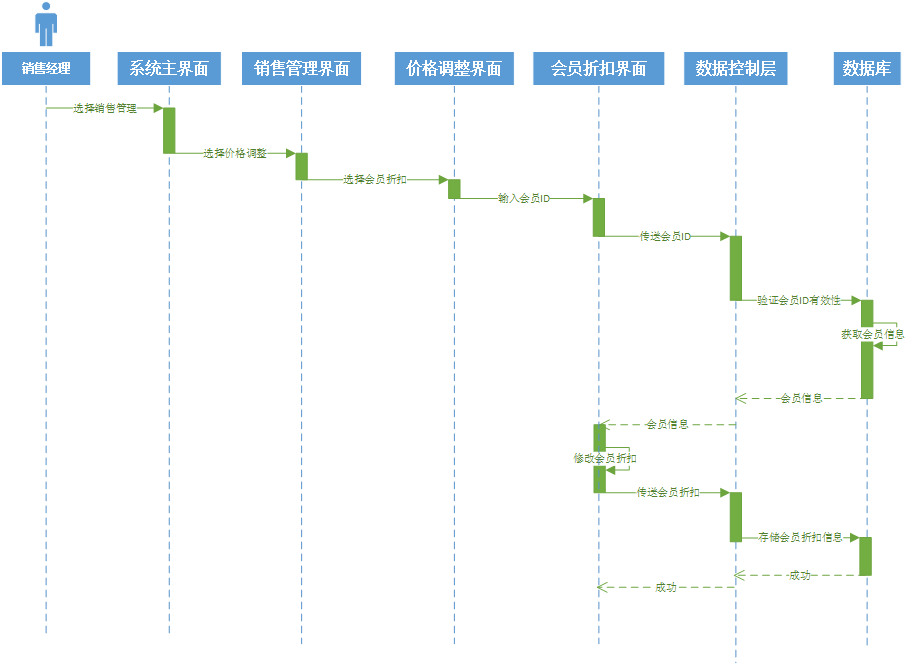 销售经理
系统主界面
销售管理界面
价格调整界面
会员折扣界面
数据控制层
数据库
选择销售管理
选择价格调整
选择会员折扣
输入会员ID
传送会员ID
验证会员ID有效性
获取会员信息
会员信息
会员信息
修改会员折扣
传送会员折扣
存储会员折扣信息
成功
成功